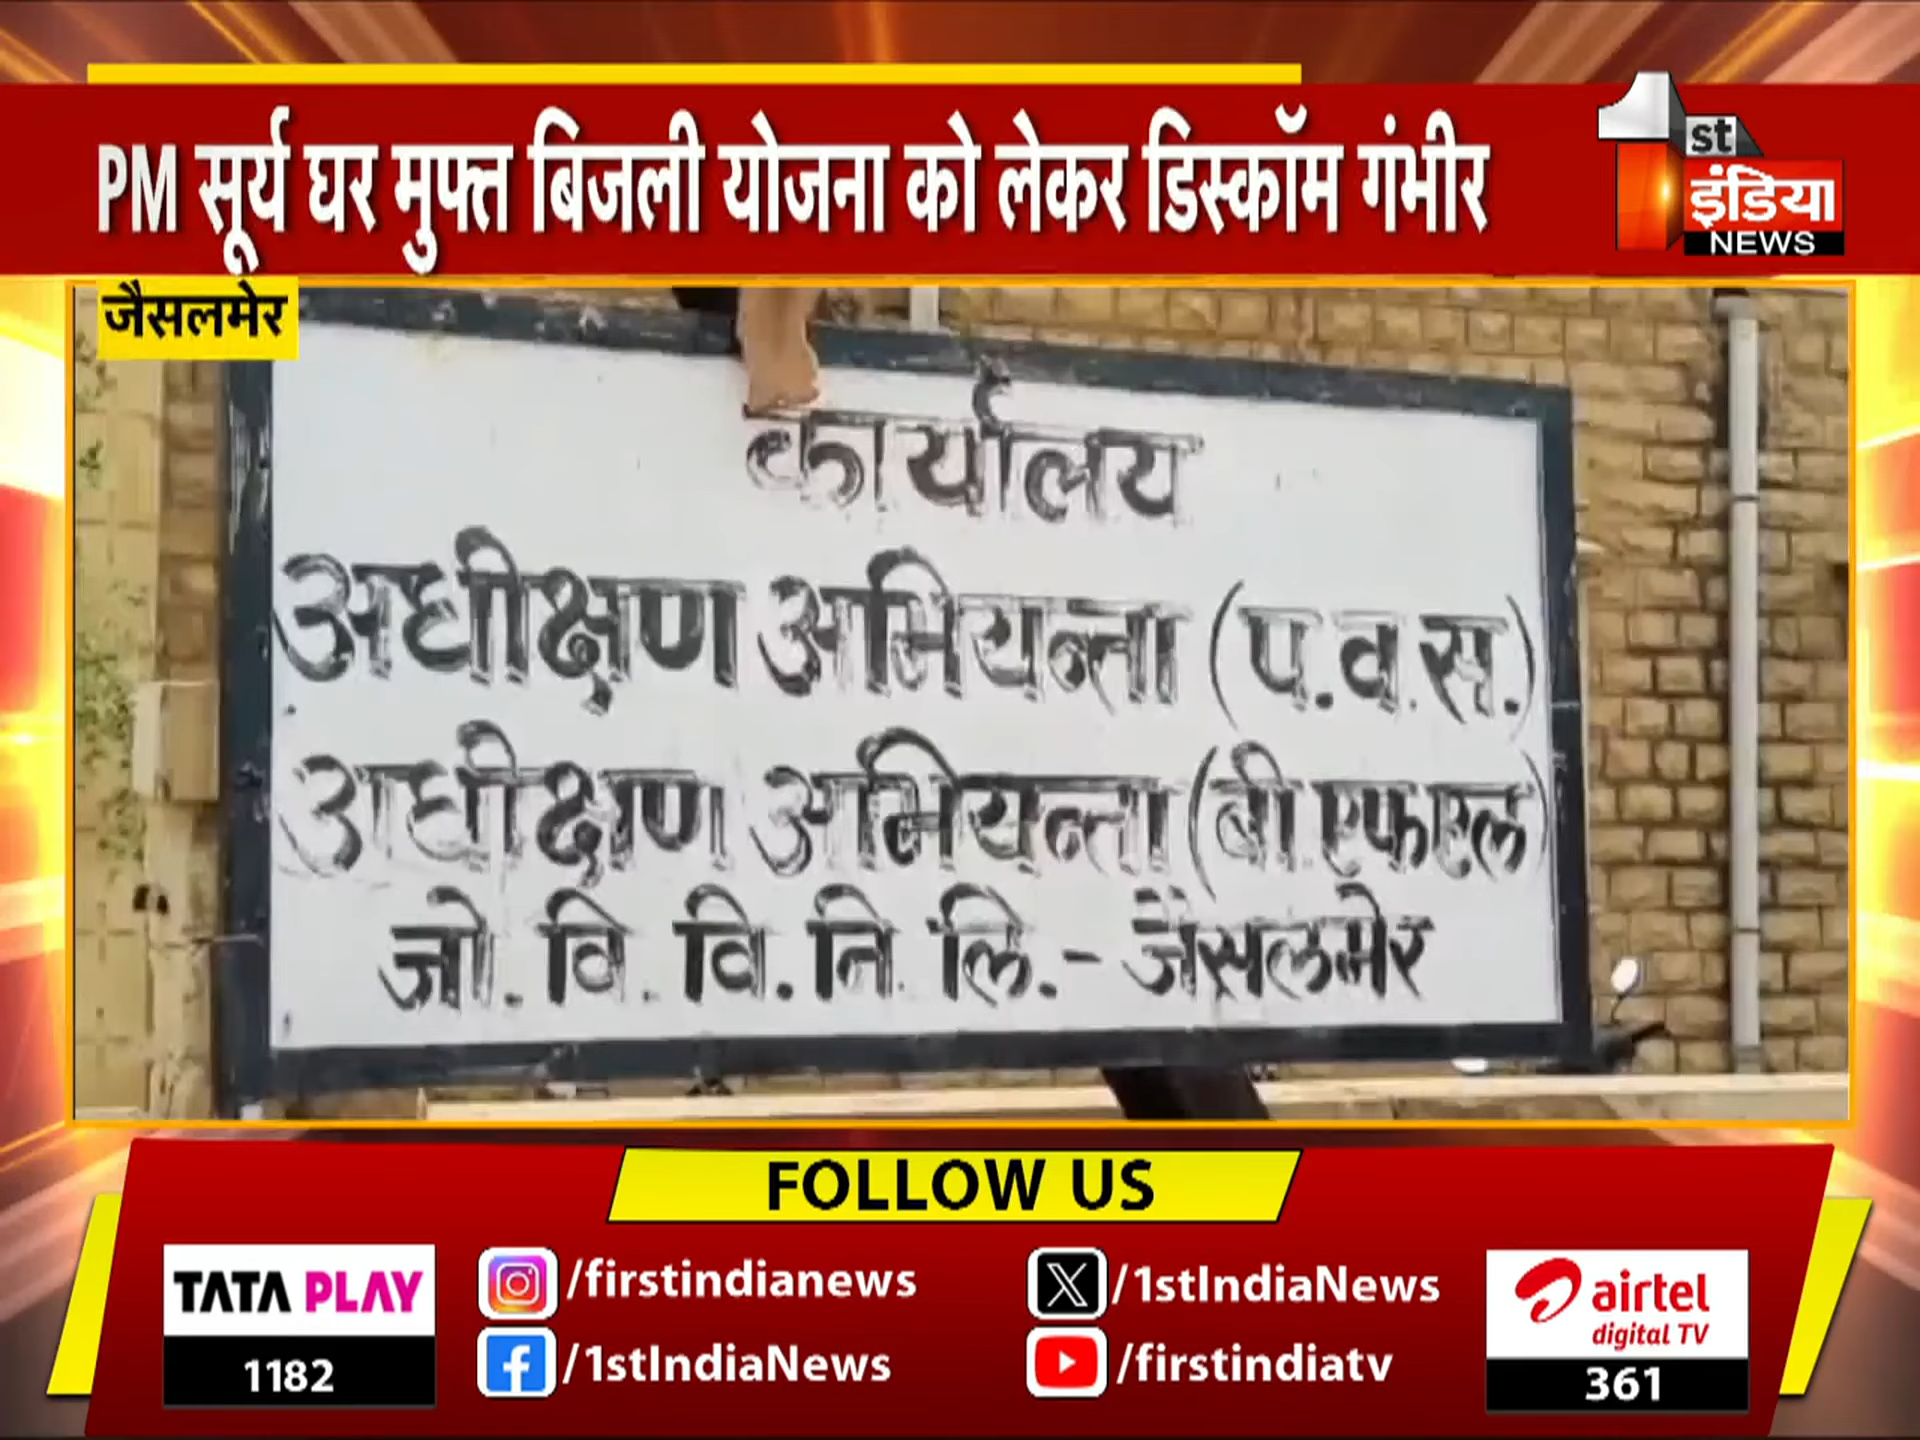 PM सूर्य घर मुफ्त बिजली योजना को लेकर डिस्कॉम गंभीर
1st
इंडिया
NEWS
जैसलमेर
कार्यालय
अधीक्षण अभियन्ता (प.व.स.)
अधीक्षण अभियन्ता (बी.एफ.एल)
जो. वि. वि. नि. लि. - जैसलमेर
FOLLOW US
TATA PLAY
1182
/firstindianews
/1stIndiaNews
/1stIndiaNews
/firstindiatv
airtel
digital TV
361